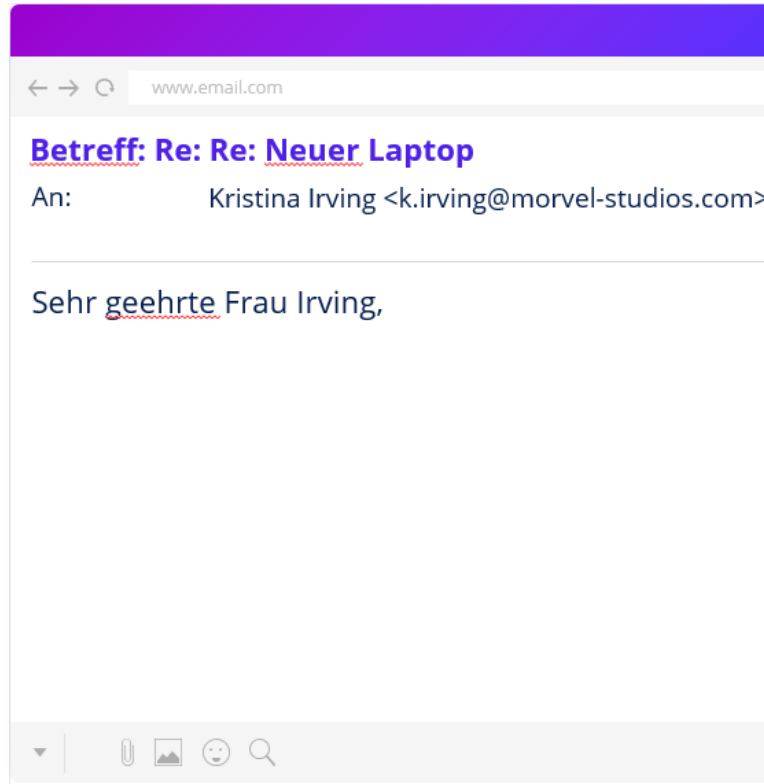 www.email.com
Betreff: Re: Re: Neuer Laptop
An: Kristina Irving <k.irving@morvel-studios.com>
Sehr geehrte Frau Irving,